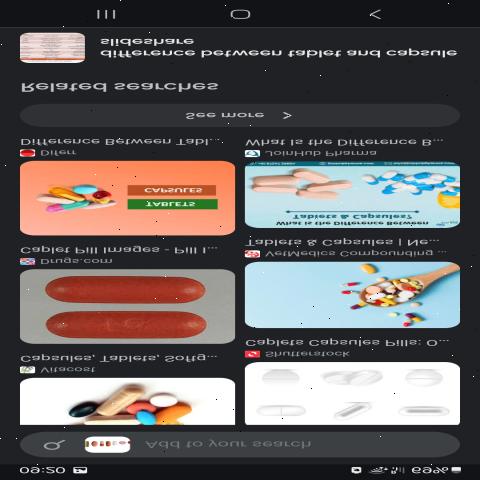 09:20
69%
Add to your search
Vitacost
Capsules, Tablets, Softg...
Shutterstock
Caplets Capsules Pills: O...
Drugs.com
Caplet Pill Images - Pill I...
VetMedics Compounding ...
Tablets & Capsules | Ne...
TABLETS
CAPSULES
Differr
Difference Between Tabl...
What is the Difference Between
Tablets & Capsules?
JoinHub Pharma
What Is the Difference B...
See more
Related searches
difference between tablet and capsule
slideshare